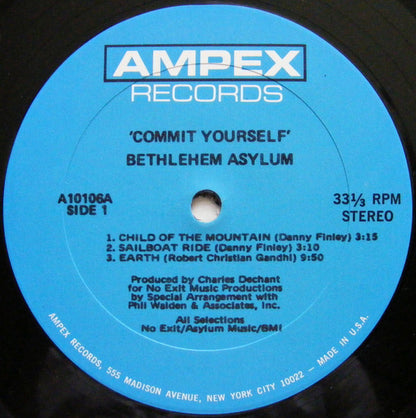 AMPEX
RECORDS
'COMMIT YOURSELF'
BETHLEHEM ASYLUM
A10106A
SIDE 1
33⅓ RPM
STEREO
1. CHILD OF THE MOUNTAIN (Danny Finley) 3:15
2. SAILBOAT RIDE (Danny Finley) 3:10
3. EARTH (Robert Christian Gandhi) 9:50
Produced by Charles Dechant
for No Exit Music Productions
by Special Arrangement with
Phil Walden & Associates, Inc.
All Selections
No Exit/Asylum Music/BMI
AMPEX RECORDS, 555 MADISON AVENUE, NEW YORK CITY 10022 – MADE IN U.S.A.